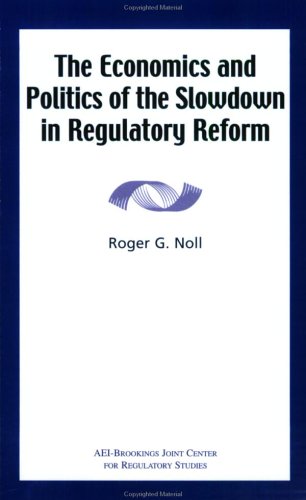 The Economics and
Politics of the Slowdown
in Regulatory Reform
Roger G. Noll
AEI-Brookings Joint Center
for Regulatory Studies